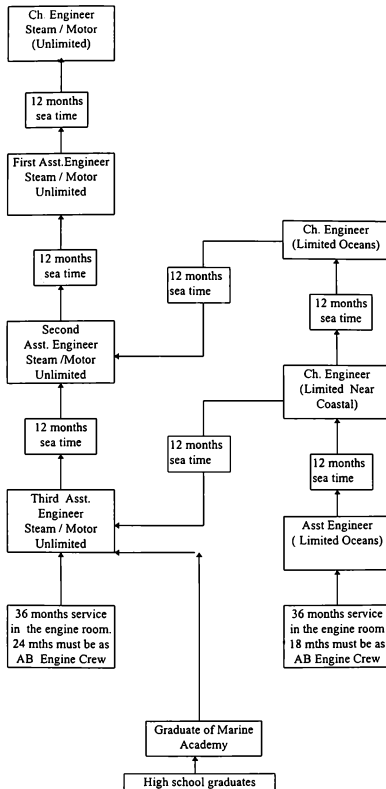 Ch. Engineer
Steam / Motor
(Unlimited)
12 months
sea time
First Asst.Engineer
Steam / Motor
Unlimited
12 months
sea time
Second
Asst. Engineer
Steam /Motor
Unlimited
12 months
sea time
Third Asst.
Engineer
Steam / Motor
Unlimited
36 months service
in the engine room.
24 mths must be as
AB Engine Crew
12 months
sea time
12 months
sea time
Ch. Engineer
(Limited Oceans)
12 months
sea time
Ch. Engineer
(Limited Near
Coastal)
12 months
sea time
Asst Engineer
( Limited Oceans)
36 months service
in the engine room.
18 mths must be as
AB Engine Crew
Graduate of Marine
Academy
High school graduates